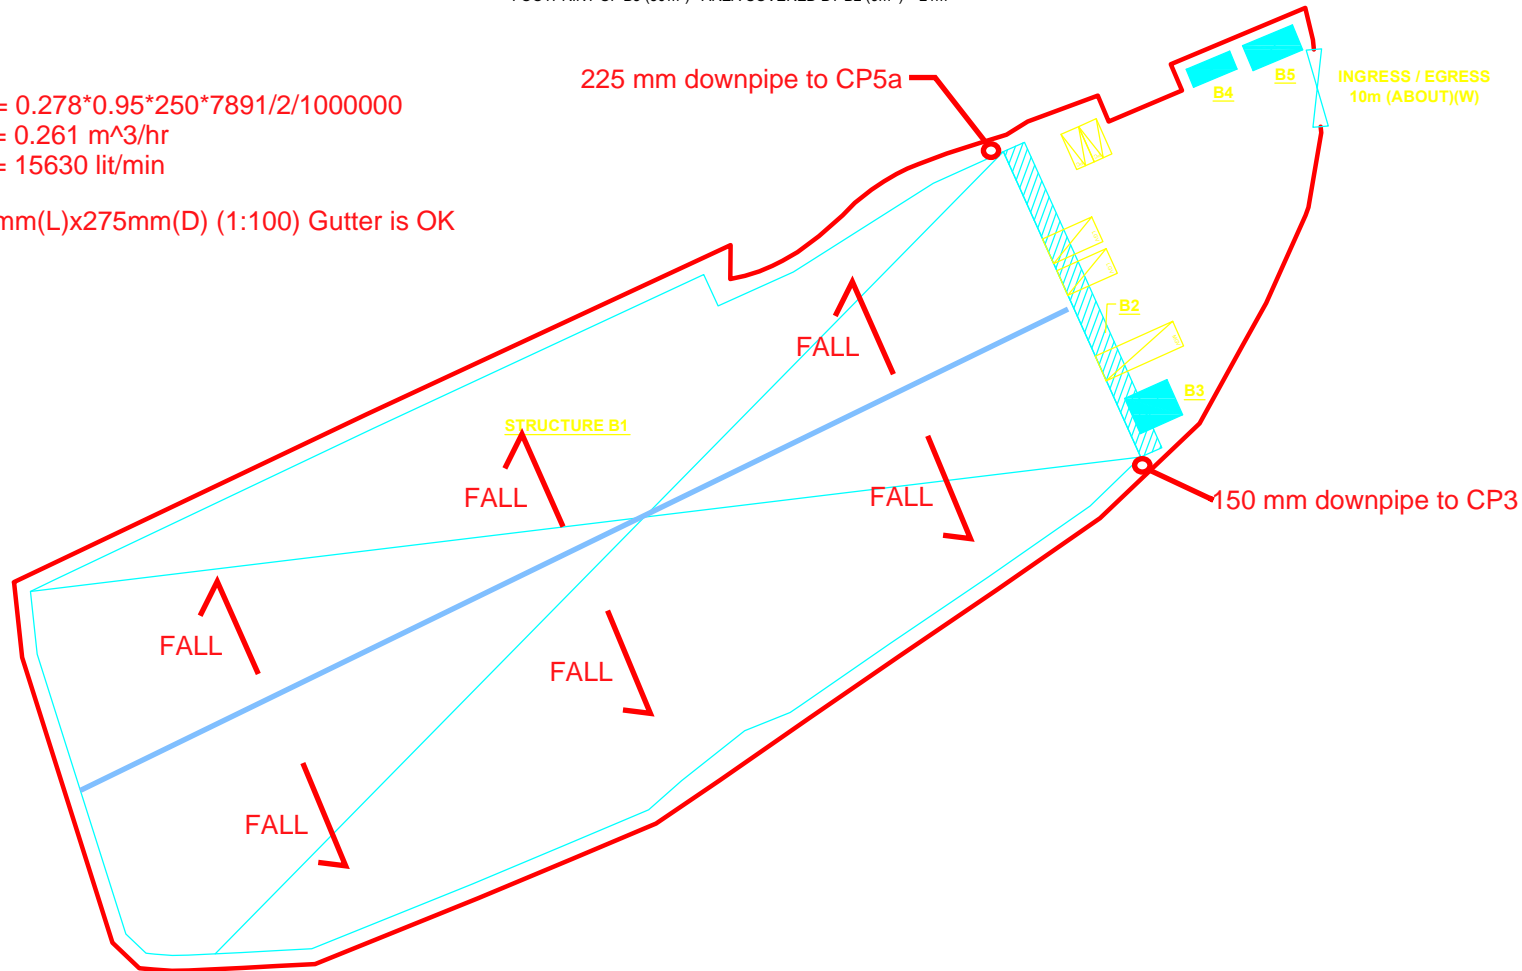 225 mm downpipe to CP5a
= 0.278*0.95*250*7891/2/1000000
= 0.261 m^3/hr
= 15630 lit/min
mm(L)x275mm(D) (1:100) Gutter is OK
B5
B4
INGRESS / EGRESS
10m (ABOUT)(W)
B2
FALL
B3
STRUCTURE B1
FALL
FALL
150 mm downpipe to CP3
FALL
FALL
FALL